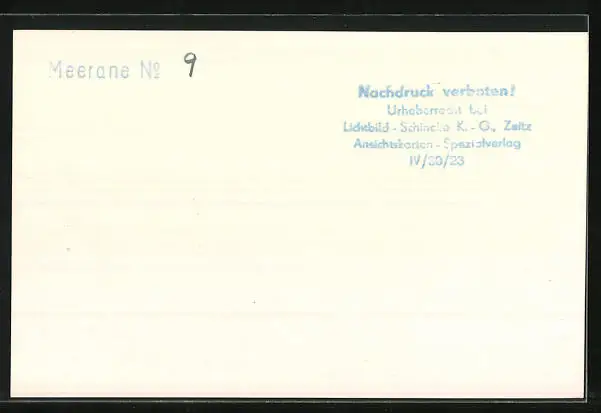 Meerane № 9
Nachdruck verboten!
Urheberrecht bei
Lichtbild - Schincke K. - G., Zeitz
Ansichtskarten - Spezialverlag
IV/30/23